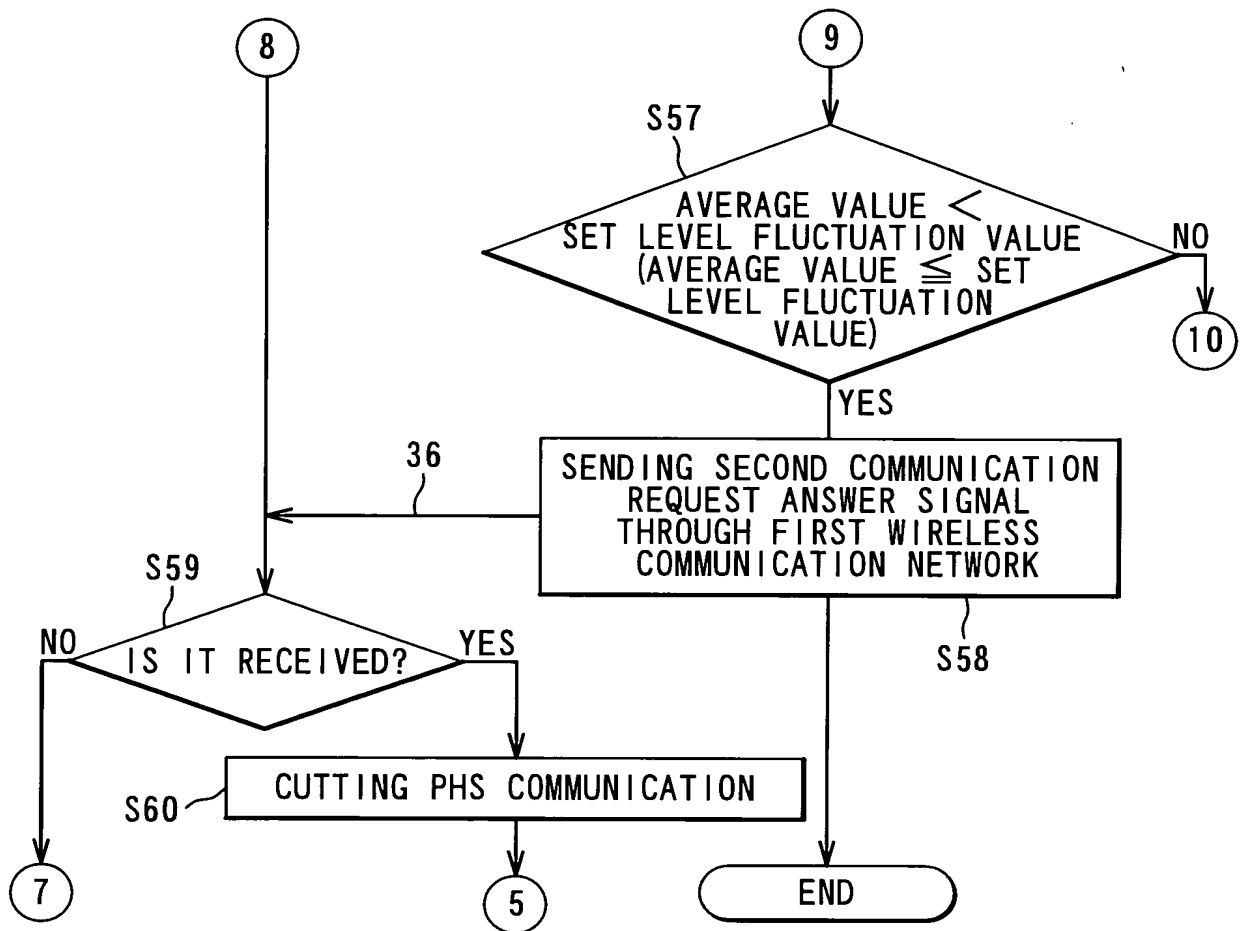 8
9
S57
AVERAGE VALUE <
SET LEVEL FLUCTUATION VALUE
(AVERAGE VALUE ≦ SET
LEVEL FLUCTUATION
VALUE)
NO
10
YES
36
SENDING SECOND COMMUNICATION
REQUEST ANSWER SIGNAL
THROUGH FIRST WIRELESS
COMMUNICATION NETWORK
S58
S59
NO
IS IT RECEIVED?
YES
CUTTING PHS COMMUNICATION
S60
7
5
END